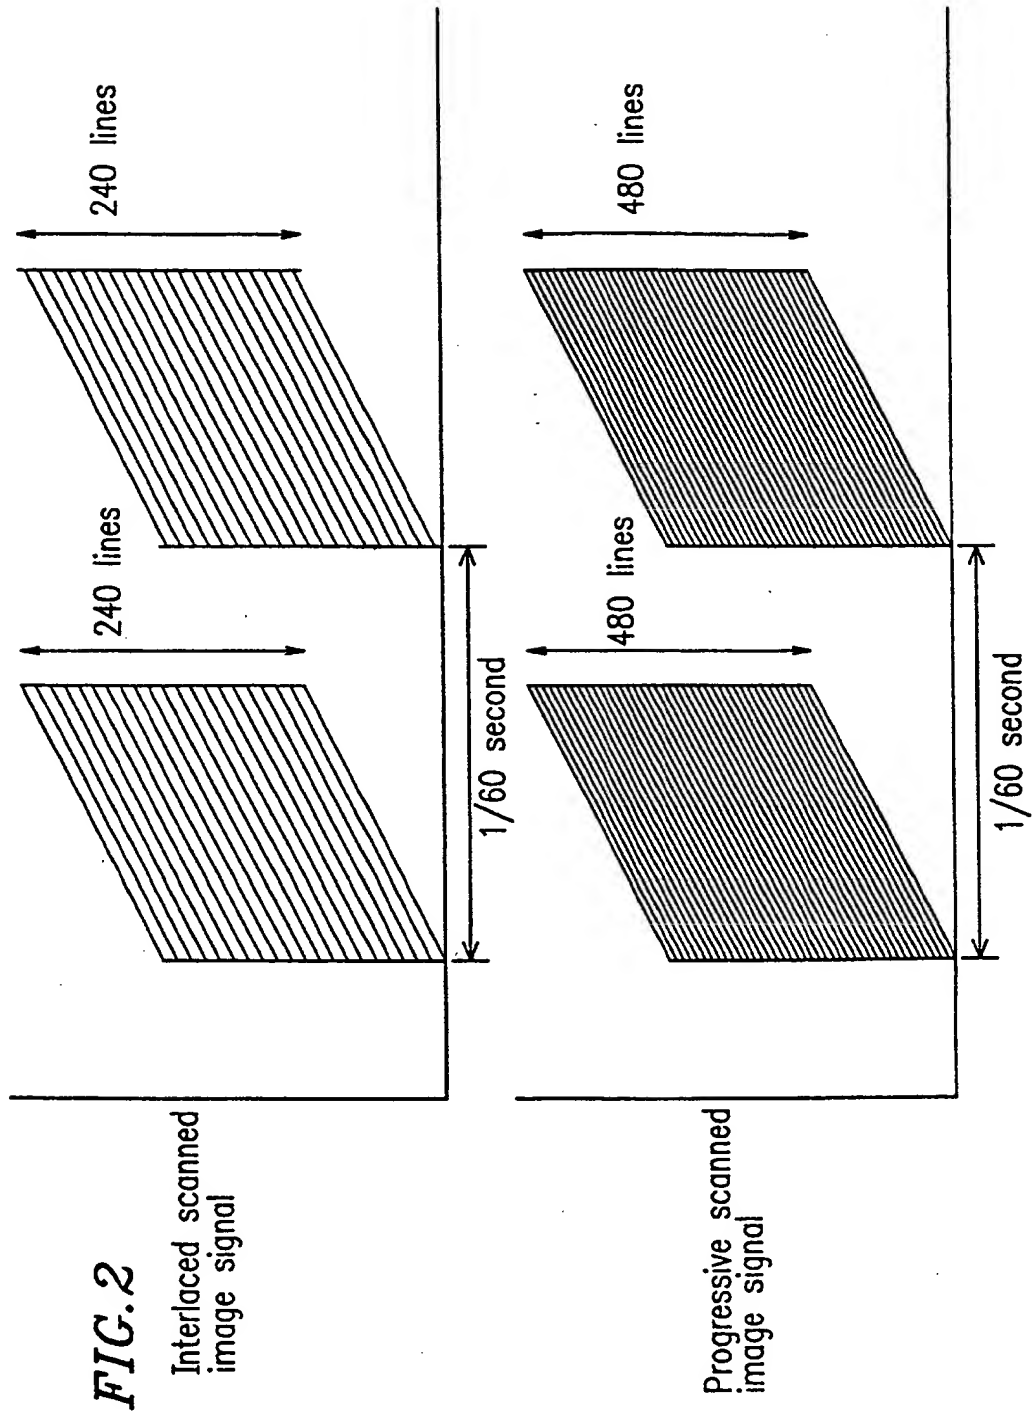 FIG.2
Interlaced scanned
image signal
240 lines
240 lines
1/60 second
Progressive scanned
image signal
480 lines
480 lines
1/60 second